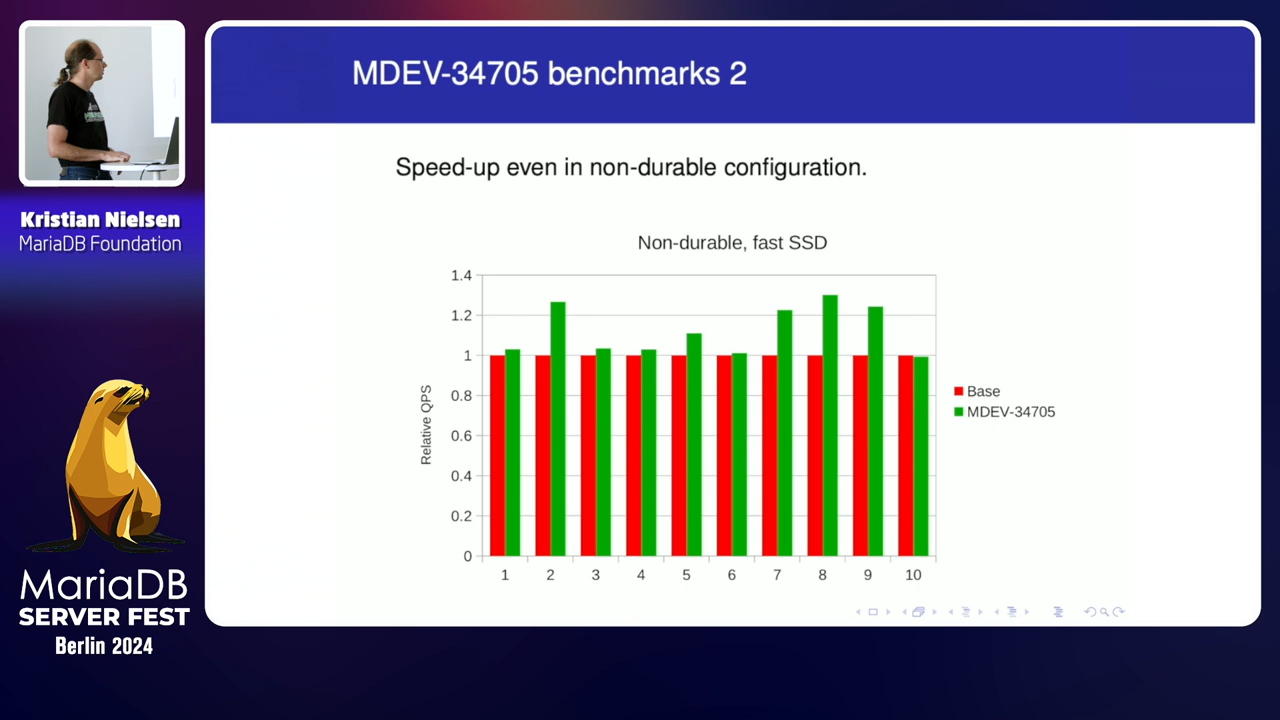 MDEV-34705 benchmarks 2
Speed-up even in non-durable configuration.
Non-durable, fast SSD
1.4
1.2
1
0.8
0.6
0.4
0.2
0
Relative QPS
1 2 3 4 5 6 7 8 9 10
Base
MDEV-34705
Kristian Nielsen
MariaDB Foundation
MariaDB
SERVER FEST
Berlin 2024